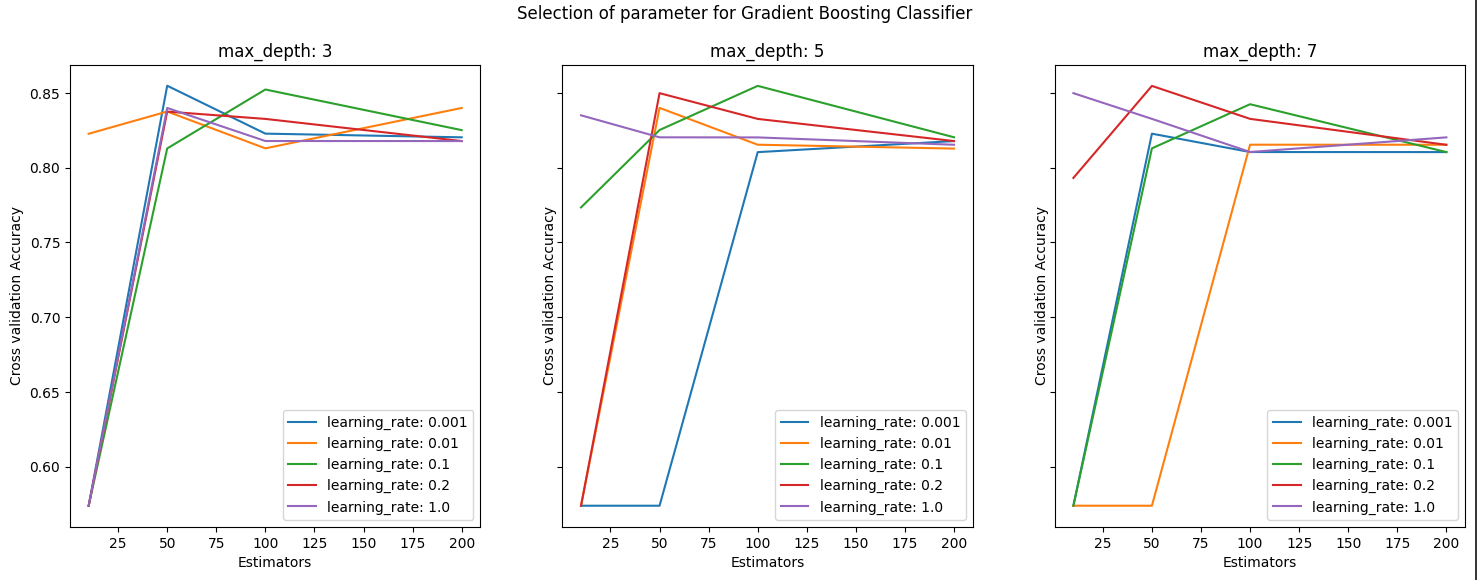 Selection of parameter for Gradient Boosting Classifier
max_depth: 3
Cross validation Accuracy
0.85
0.80
0.75
0.70
0.65
0.60
learning_rate: 0.001
learning_rate: 0.01
learning_rate: 0.1
learning_rate: 0.2
learning_rate: 1.0
25 50 75 100 125 150 175 200
Estimators
max_depth: 5
Cross validation Accuracy
learning_rate: 0.001
learning_rate: 0.01
learning_rate: 0.1
learning_rate: 0.2
learning_rate: 1.0
25 50 75 100 125 150 175 200
Estimators
max_depth: 7
Cross validation Accuracy
learning_rate: 0.001
learning_rate: 0.01
learning_rate: 0.1
learning_rate: 0.2
learning_rate: 1.0
25 50 75 100 125 150 175 200
Estimators